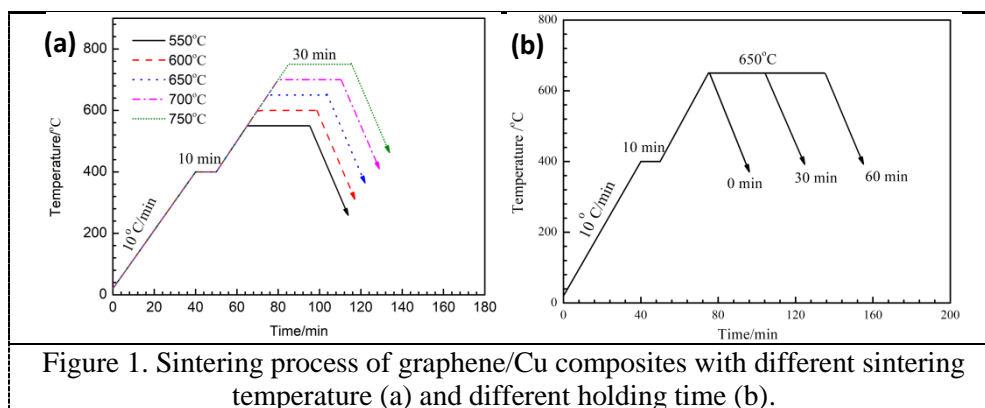 (a)
800
600
400
200
0
Temperature/°C
550°C
600°C
650°C
700°C
750°C
30 min
10 min
10°C/min
0 20 40 60 80 100 120 140 160 180
Time/min
(b)
800
600
400
200
0
Temperature /°C
650°C
10 min
10°C/min
0 min
30 min
60 min
0 40 80 120 160 200
Time/min
Figure 1. Sintering process of graphene/Cu composites with different sintering
temperature (a) and different holding time (b).